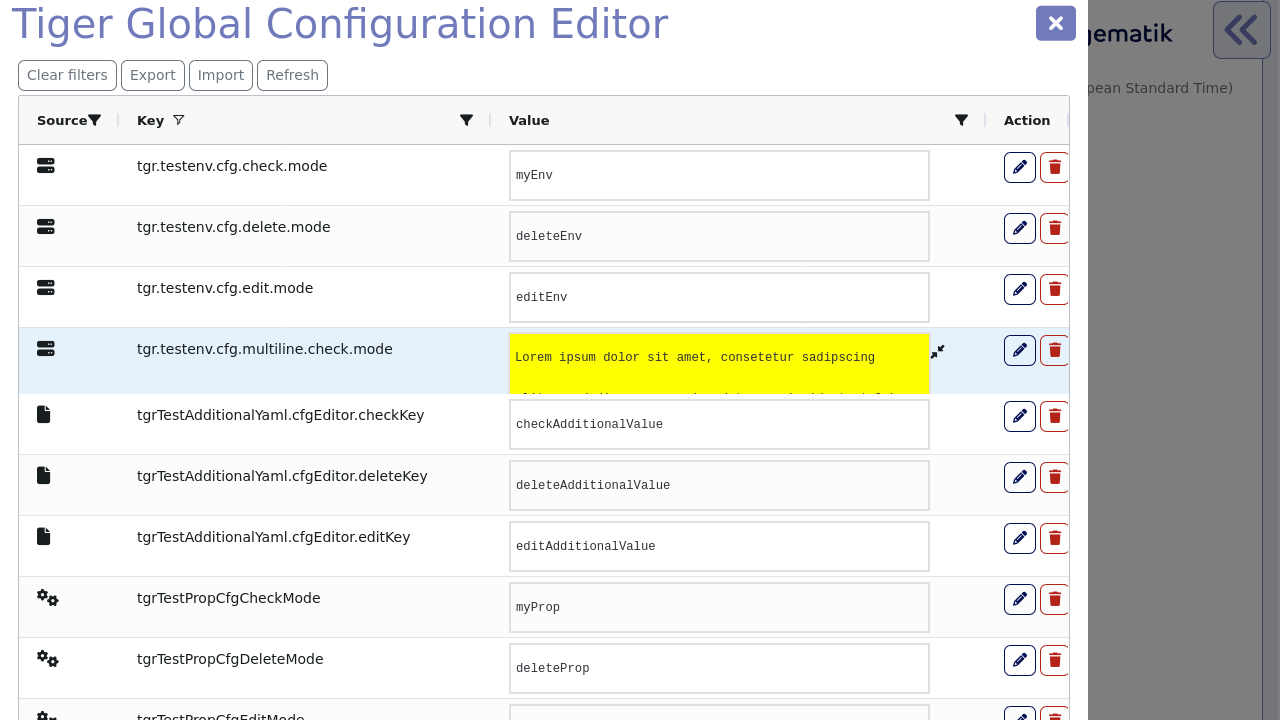 Tiger Global Configuration Editor
gematik
Clear filters Export Import Refresh
pean Standard Time)
Source Key Value Action
tgr.testenv.cfg.check.mode myEnv
tgr.testenv.cfg.delete.mode deleteEnv
tgr.testenv.cfg.edit.mode editEnv
tgr.testenv.cfg.multiline.check.mode Lorem ipsum dolor sit amet, consetetur sadipscing
tgrTestAdditionalYaml.cfgEditor.checkKey checkAdditionalValue
tgrTestAdditionalYaml.cfgEditor.deleteKey deleteAdditionalValue
tgrTestAdditionalYaml.cfgEditor.editKey editAdditionalValue
tgrTestPropCfgCheckMode myProp
tgrTestPropCfgDeleteMode deleteProp
tgrTestPropCfgEditMode